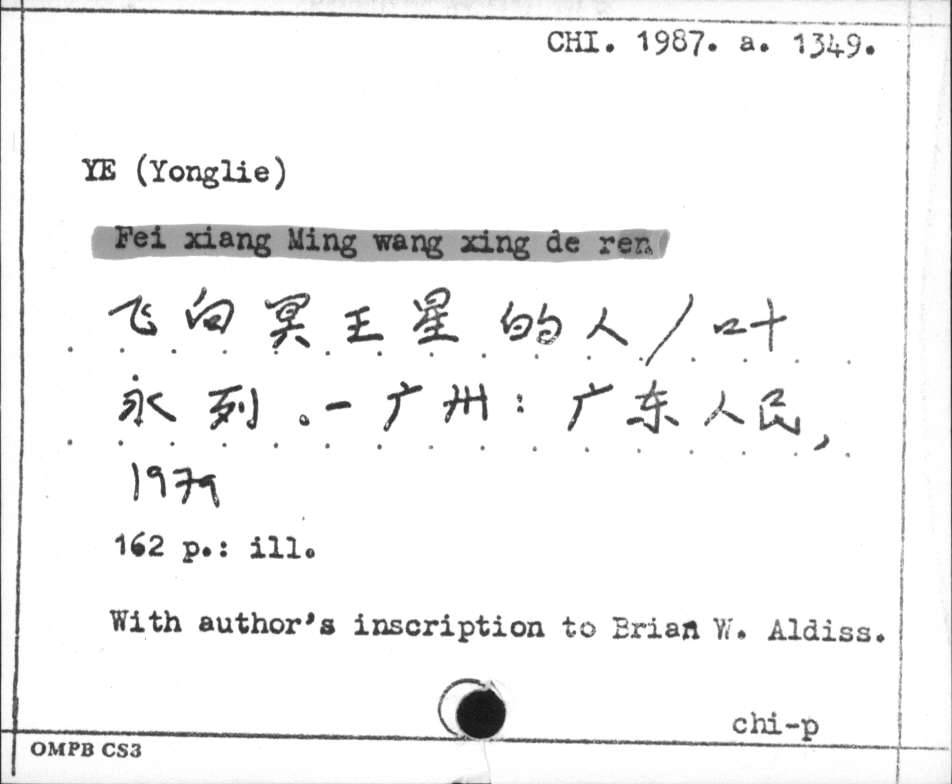 CHI. 1987. a. 1349.
YE (Yonglie)
Fei xiang Ming wang xing de ren
飞向冥王星的人/叶
永列.-广州:广东人民,
1979
162 p.: ill.
With author's inscription to Brian W. Aldiss.
chi-p
OMPB CS3